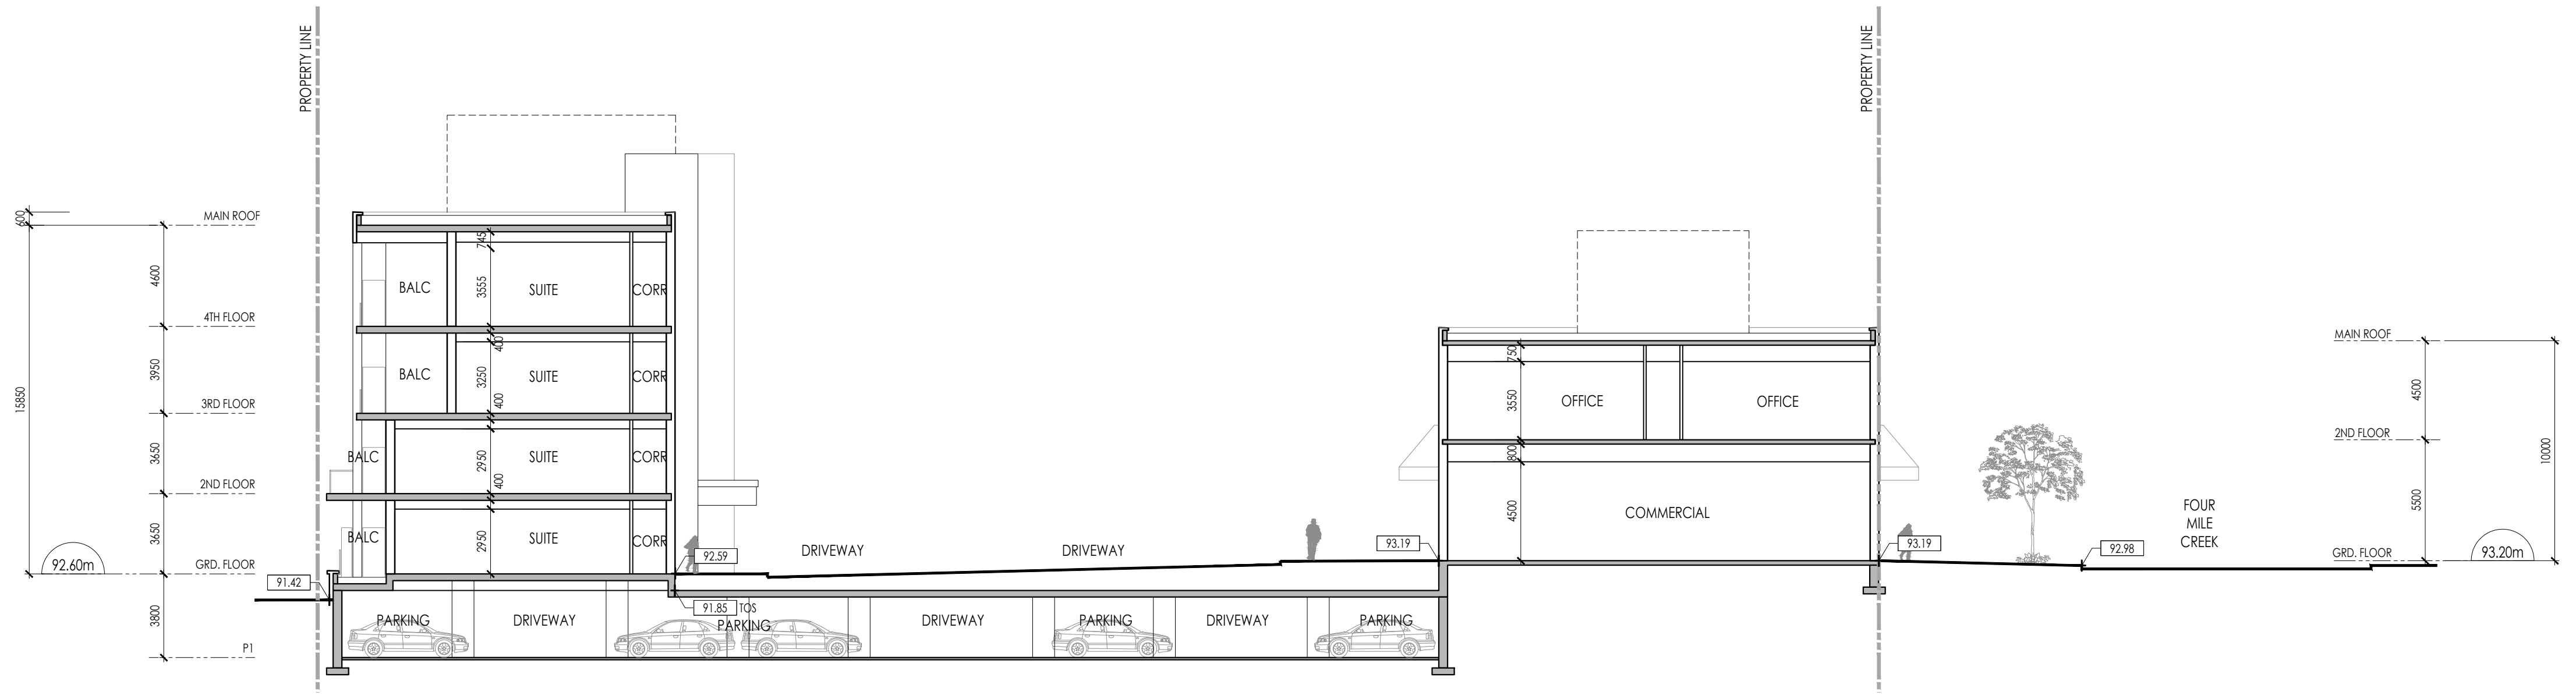 PROPERTY LINE
PROPERTY LINE
600
MAIN ROOF
745
4600
BALC
3555
SUITE
CORR
4TH FLOOR
MAIN ROOF
400
750
3950
BALC
3250
SUITE
CORR
15850
4500
3550
OFFICE
OFFICE
400
3RD FLOOR
2ND FLOOR
10000
3650
BALC
2950
SUITE
CORR
800
400
2ND FLOOR
5500
FOUR
MILE
CREEK
4500
COMMERCIAL
3650
BALC
2950
SUITE
CORR
92.59
DRIVEWAY
DRIVEWAY
93.19
93.19
92.98
GRD. FLOOR
93.20m
92.60m
GRD. FLOOR
91.42
91.85 TOS
3800
PARKING
DRIVEWAY
PARKING
DRIVEWAY
PARKING
DRIVEWAY
PARKING
P1